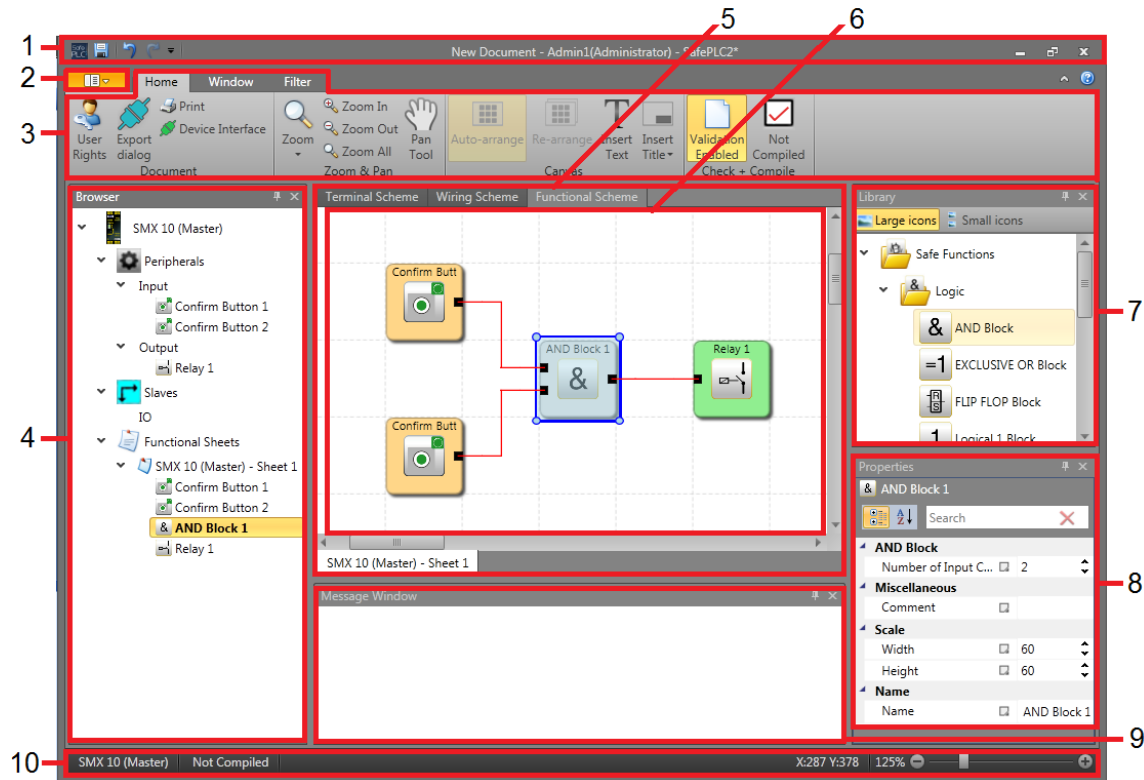 5 6
1 New Document - Admin1(Administrator) - SafePLC2*
2 Home Window Filter
3
User Rights
Export dialog
Print
Device Interface
Document
Zoom
Zoom In
Zoom Out
Zoom All
Pan Tool
Zoom & Pan
Auto-arrange
Re-arrange
Insert Text
Insert Title
Canvas
Validation Enabled
Not Compiled
Check + Compile
4
Browser
SMX 10 (Master)
Peripherals
Input
Confirm Button 1
Confirm Button 2
Output
Relay 1
Slaves
IO
Functional Sheets
SMX 10 (Master) - Sheet 1
Confirm Button 1
Confirm Button 2
& AND Block 1
Relay 1
Terminal Scheme Wiring Scheme Functional Scheme
Confirm Butt
AND Block 1
&
Relay 1
Confirm Butt
SMX 10 (Master) - Sheet 1
Message Window
Library
Large icons Small icons
Safe Functions
& Logic
& AND Block
=1 EXCLUSIVE OR Block
R S FLIP FLOP Block
1 Logical 1 Block
7
Properties
& AND Block 1
A Z Search
AND Block
Number of Input C... 2
Miscellaneous
Comment
Scale
Width 60
Height 60
Name
Name AND Block 1
8
9
10 SMX 10 (Master) Not Compiled X:287 Y:378 125%